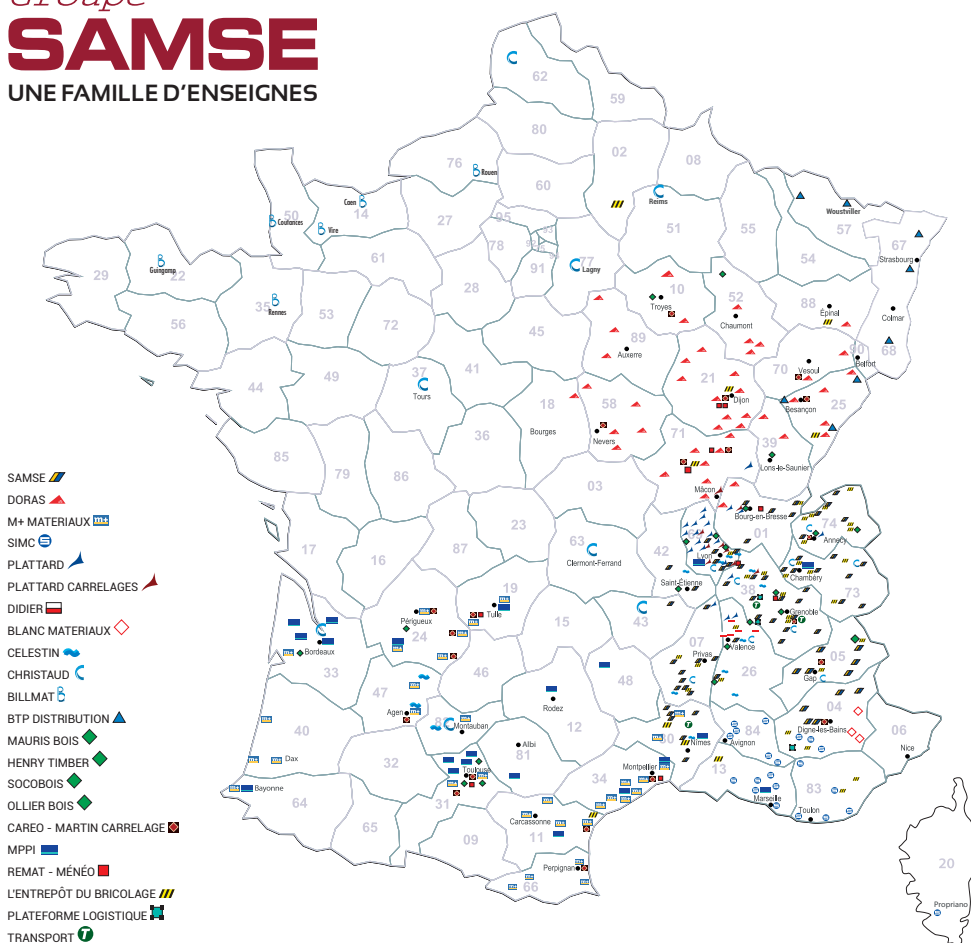 Groupe
SAMSE
UNE FAMILLE D'ENSEIGNES
62
59
80
02
08
76
Rouen
60
Reims
Caen
14
50
Coutances
Vire
27
95
93
78
91
77
Lagny
51
55
57
Woustviller
67
Strasbourg
54
61
29
Guingamp
22
35
Rennes
53
28
10
Troyes
52
Chaumont
88
Épinal
Colmar
68
56
72
45
89
Auxerre
90
Belfort
70
Vesoul
44
49
37
Tours
41
18
Bourges
58
Nevers
21
Dijon
Besançon
25
36
71
39
Lons-le-Saunier
85
79
86
03
Mâcon
Bourg-en-Bresse
01
74
Annecy
23
63
Clermont-Ferrand
42
69
Lyon
17
16
87
Saint-Étienne
38
Chambéry
73
19
Tulle
Périgueux
24
15
43
Grenoble
Valence
Bordeaux
33
46
48
07
Privas
26
05
Gap
47
Agen
82
Montauban
Rodez
12
04
Digne-les-Bains
06
Nice
40
Dax
32
Albi
81
30
Nîmes
84
Avignon
Toulouse
Montpellier
34
13
83
Bayonne
64
31
Marseille
Toulon
65
09
Carcassonne
11
Perpignan
66
20
Propriano
SAMSE
DORAS
M+ MATERIAUX
SIMC
PLATTARD
PLATTARD CARRELAGES
DIDIER
BLANC MATERIAUX
CELESTIN
CHRISTAUD
BILLMAT
BTP DISTRIBUTION
MAURIS BOIS
HENRY TIMBER
SOCOBOIS
OLLIER BOIS
CAREO - MARTIN CARRELAGE
MPPI
REMAT - MÉNÉO
L'ENTREPÔT DU BRICOLAGE
PLATEFORME LOGISTIQUE
TRANSPORT T